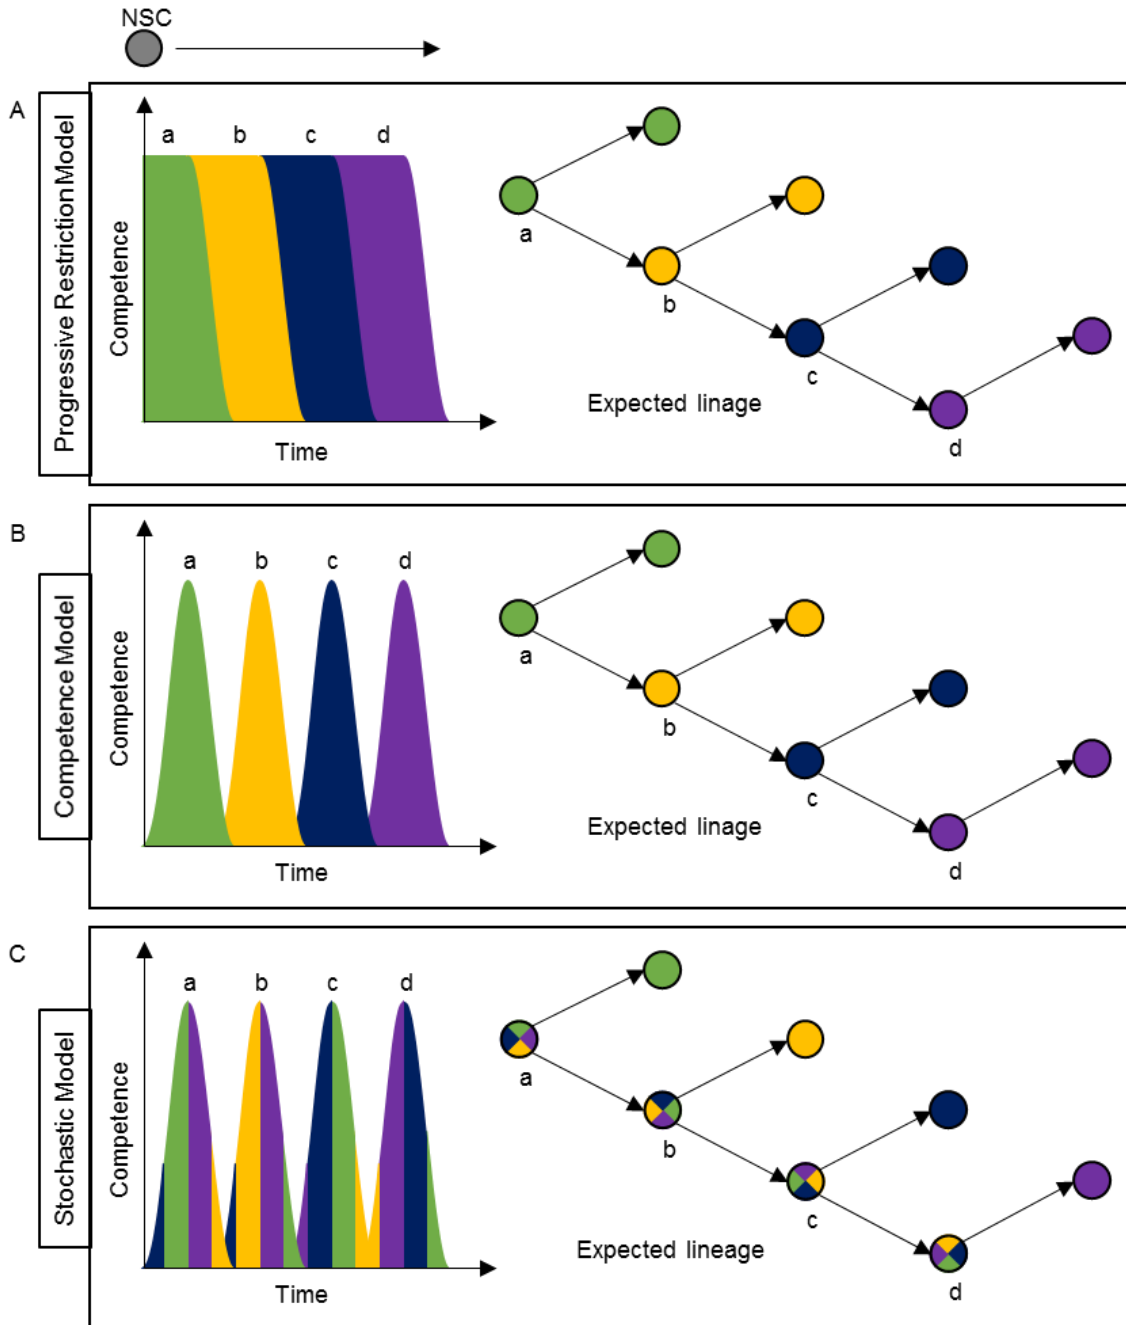 NSC
A
Progressive Restriction Model
a b c d
Competence
Time
a
b
c
d
Expected linage
B
Competence Model
a b c d
Competence
Time
a
b
c
d
Expected linage
C
Stochastic Model
a b c d
Competence
Time
a
b
c
d
Expected lineage